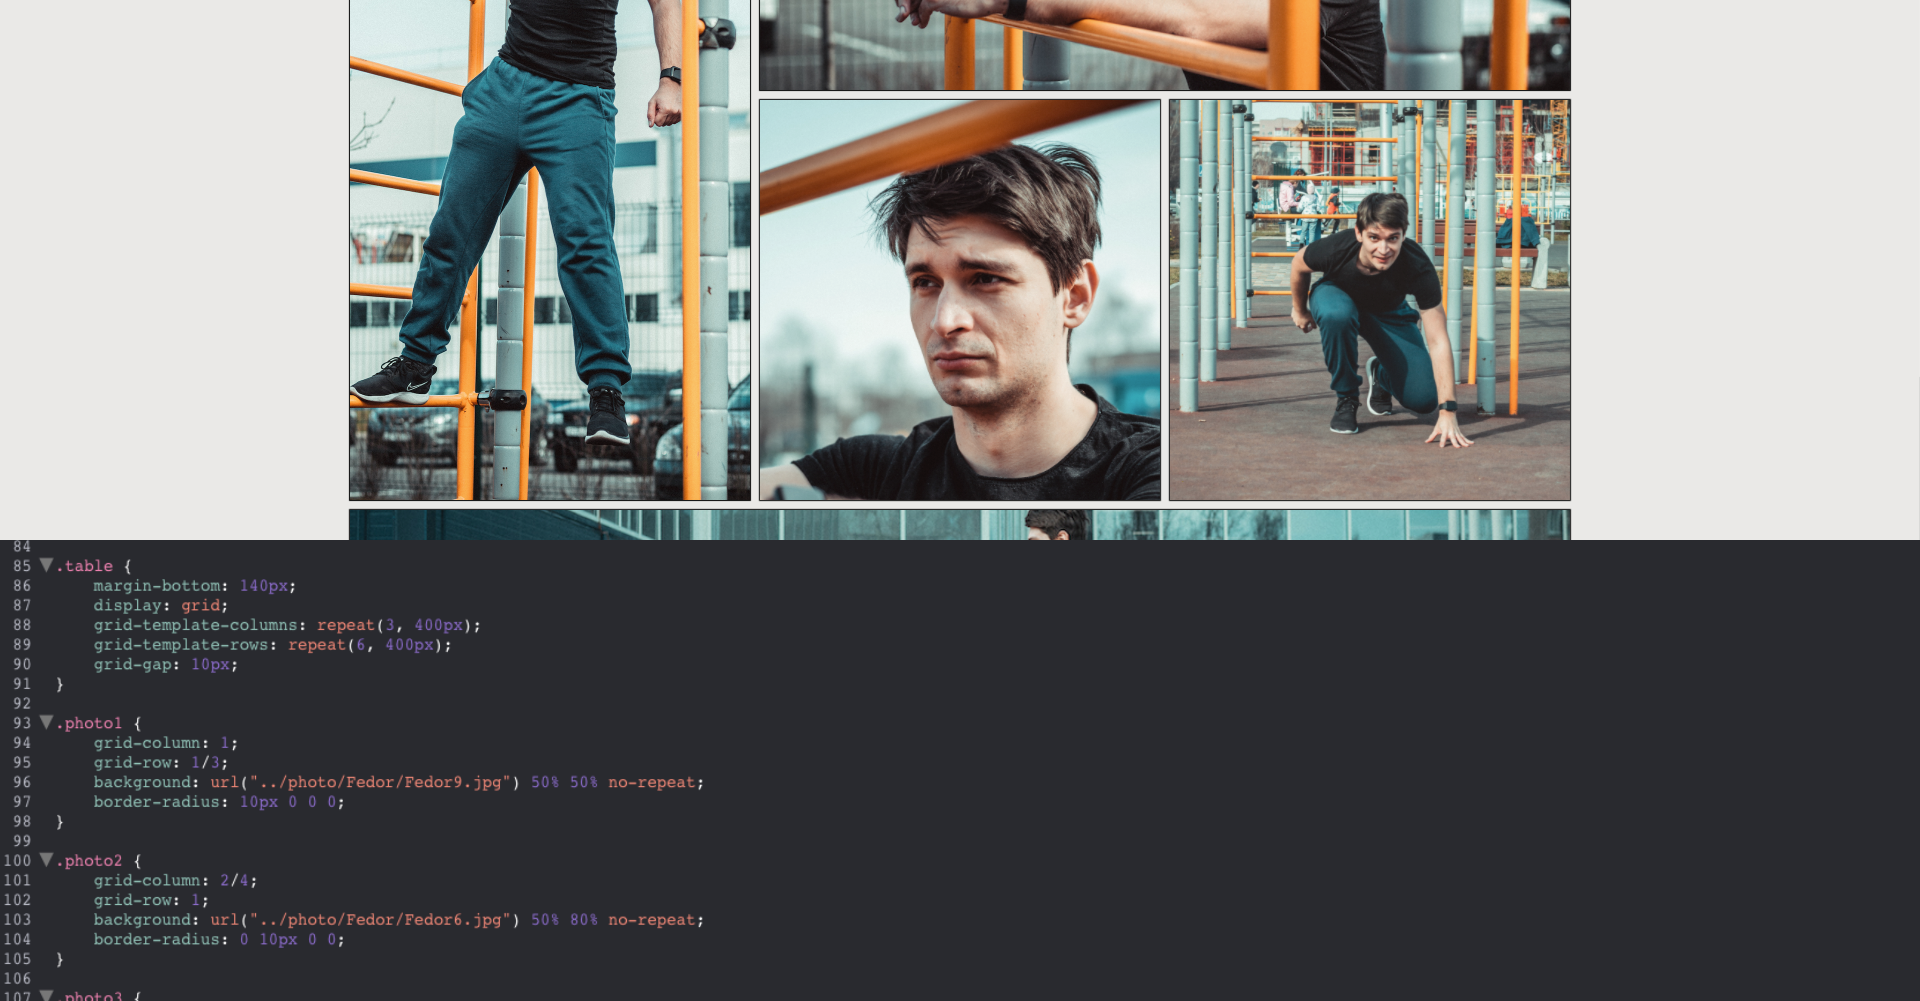 84
85 .table {
86 margin-bottom: 140px;
87 display: grid;
88 grid-template-columns: repeat(3, 400px);
89 grid-template-rows: repeat(6, 400px);
90 grid-gap: 10px;
91 }
92
93 .photo1 {
94 grid-column: 1;
95 grid-row: 1/3;
96 background: url("../photo/Fedor/Fedor9.jpg") 50% 50% no-repeat;
97 border-radius: 10px 0 0 0;
98 }
99
100 .photo2 {
101 grid-column: 2/4;
102 grid-row: 1;
103 background: url("../photo/Fedor/Fedor6.jpg") 50% 80% no-repeat;
104 border-radius: 0 10px 0 0;
105 }
106
107 .photo3 {